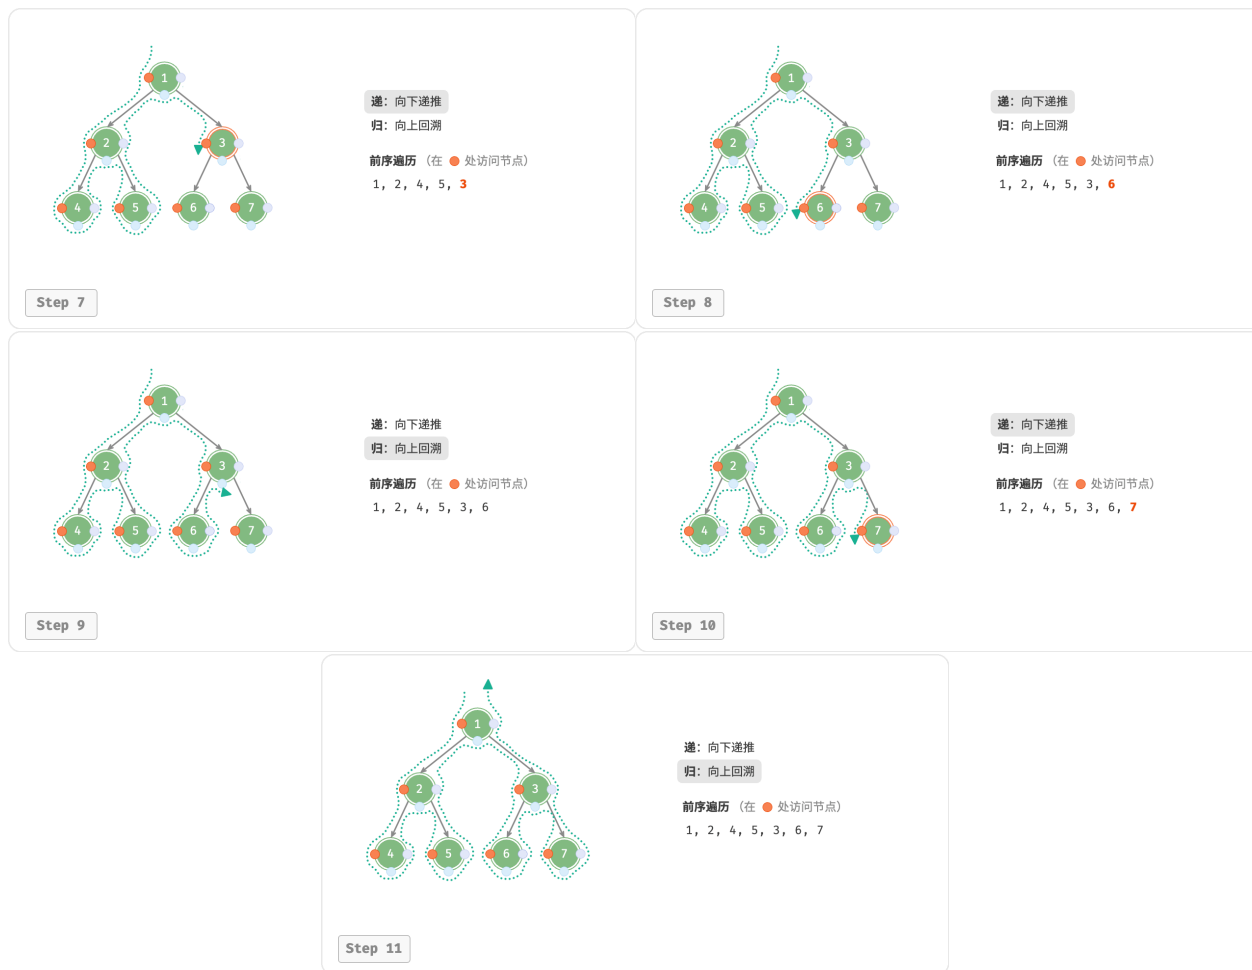 1
2
3
4
5
6
7
递：向下递推
归：向上回溯
前序遍历 （在 处访问节点）
1, 2, 4, 5, 3
Step 7
1
2
3
4
5
6
7
递：向下递推
归：向上回溯
前序遍历 （在 处访问节点）
1, 2, 4, 5, 3, 6
Step 8
1
2
3
4
5
6
7
递：向下递推
归：向上回溯
前序遍历 （在 处访问节点）
1, 2, 4, 5, 3, 6
Step 9
1
2
3
4
5
6
7
递：向下递推
归：向上回溯
前序遍历 （在 处访问节点）
1, 2, 4, 5, 3, 6, 7
Step 10
1
2
3
4
5
6
7
递：向下递推
归：向上回溯
前序遍历 （在 处访问节点）
1, 2, 4, 5, 3, 6, 7
Step 11